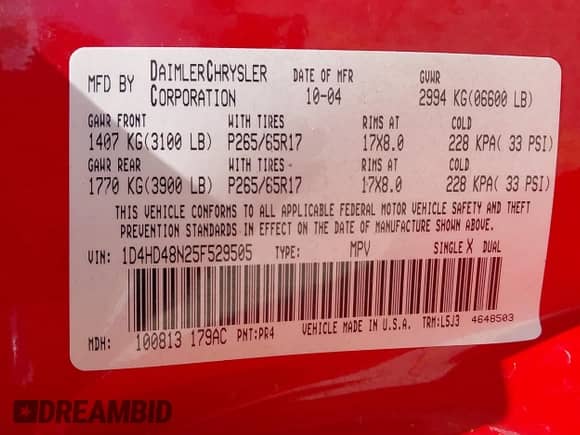 MFD BY DAIMLERCHRYSLER CORPORATION DATE OF MFR 10-04 GVWR 2994 KG(06600 LB)
GAWR FRONT WITH TIRES RIMS AT COLD
1407 KG(3100 LB) P265/65R17 17X8.0 228 KPA( 33 PSI)
GAWR REAR WITH TIRES- RIMS AT COLD
1770 KG(3900 LB) P265/65R17 17X8.0 228 KPA( 33 PSI)
THIS VEHICLE CONFORMS TO ALL APPLICABLE FEDERAL MOTOR VEHICLE SAFETY AND THEFT
PREVENTION STANDARDS IN EFFECT ON THE DATE OF MANUFACTURE SHOWN ABOVE.
VIN: 1D4HD48N25F529505 TYPE: MPV SINGLE X DUAL
MDH: 100813 179AC PNT:PR4 VEHICLE MADE IN U.S.A. TRM:L5J3 4648503
DREAMBID